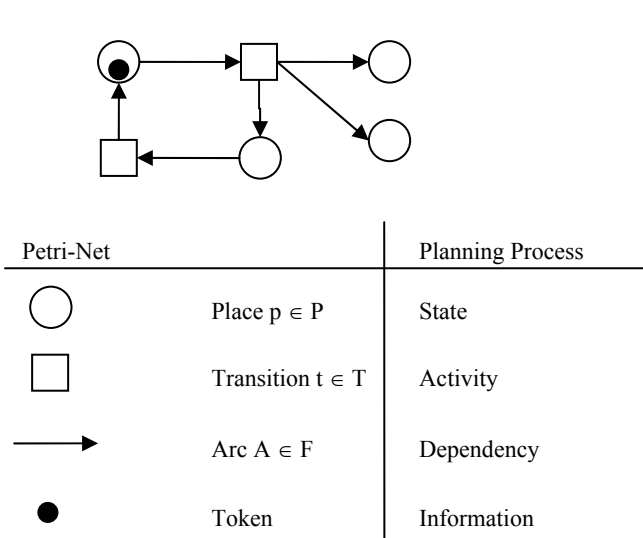 Petri-Net Planning Process
Place p ∈ P State
Transition t ∈ T Activity
Arc A ∈ F Dependency
Token Information